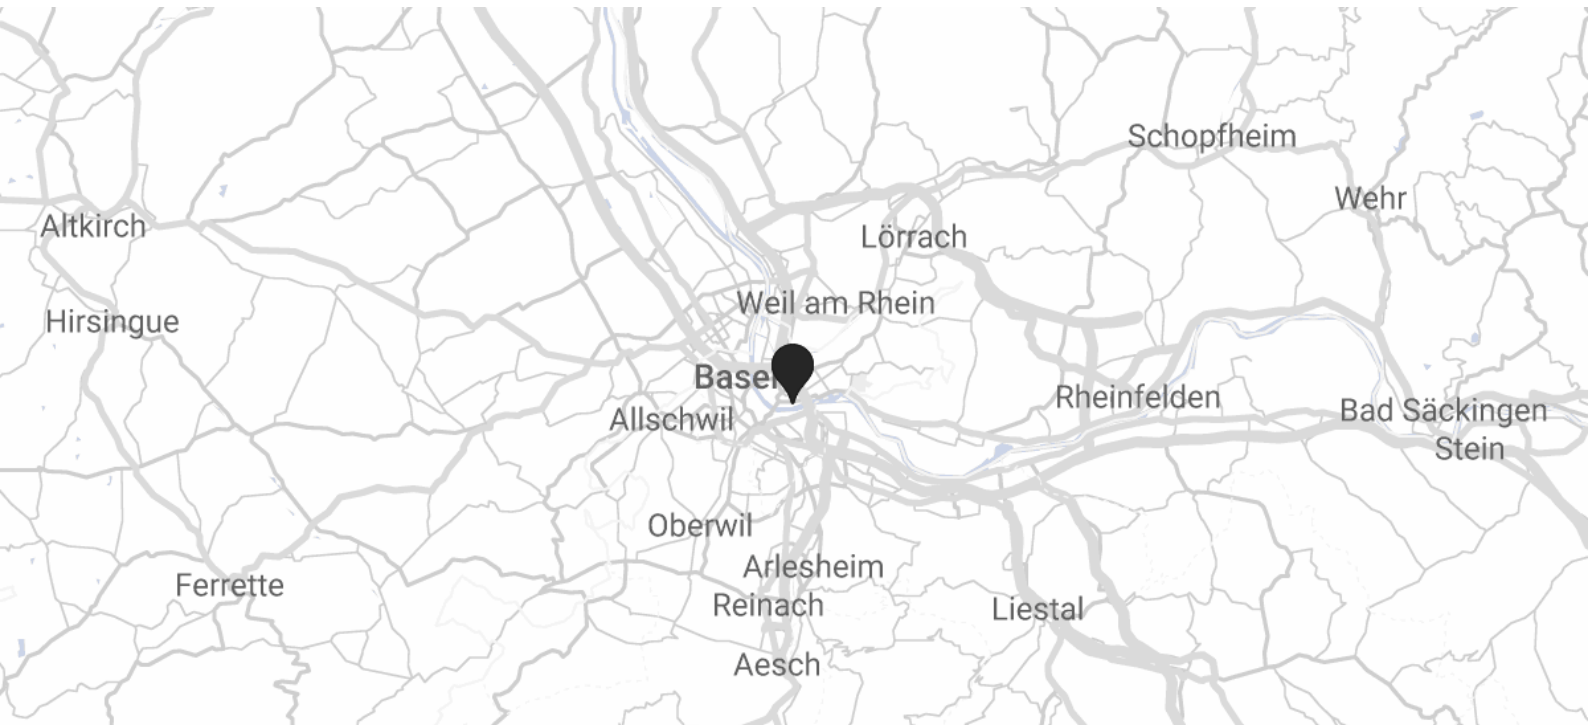 Schopfheim
Wehr
Altkirch
Lörrach
Weil am Rhein
Hirsingue
Basel
Rheinfelden
Bad Säckingen
Allschwil
Stein
Oberwil
Arlesheim
Ferrette
Reinach
Liestal
Aesch